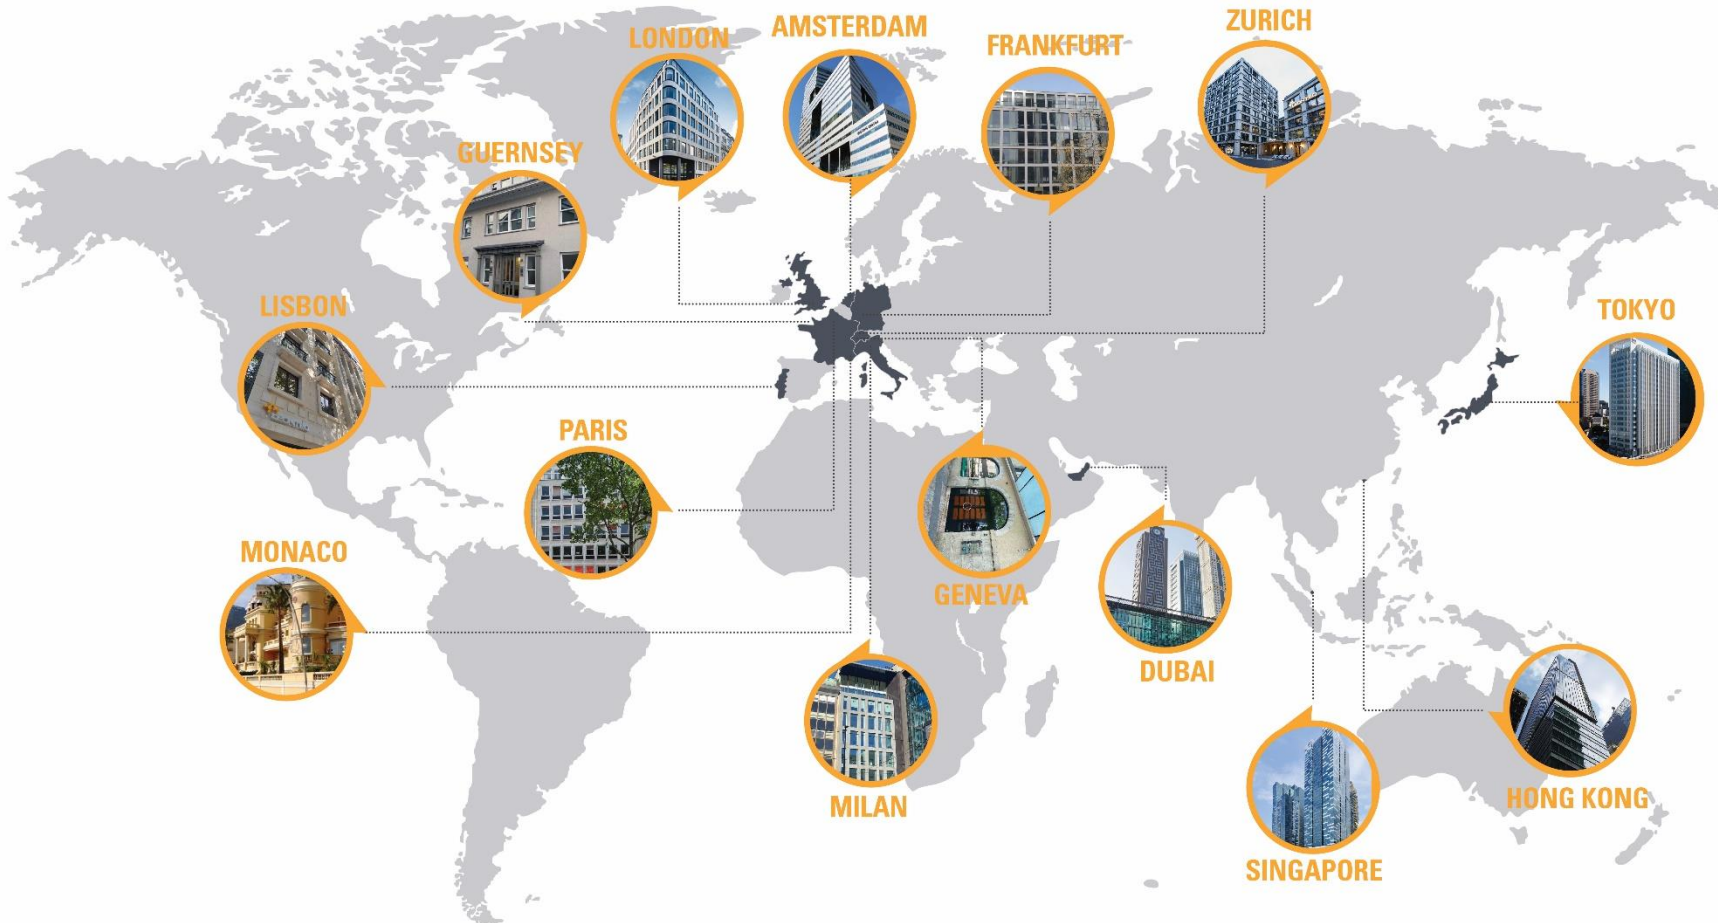 LONDON
AMSTERDAM
FRANKFURT
ZURICH
GUERNSEY
LISBON
TOKYO
PARIS
MONACO
GENEVA
DUBAI
MILAN
HONG KONG
SINGAPORE